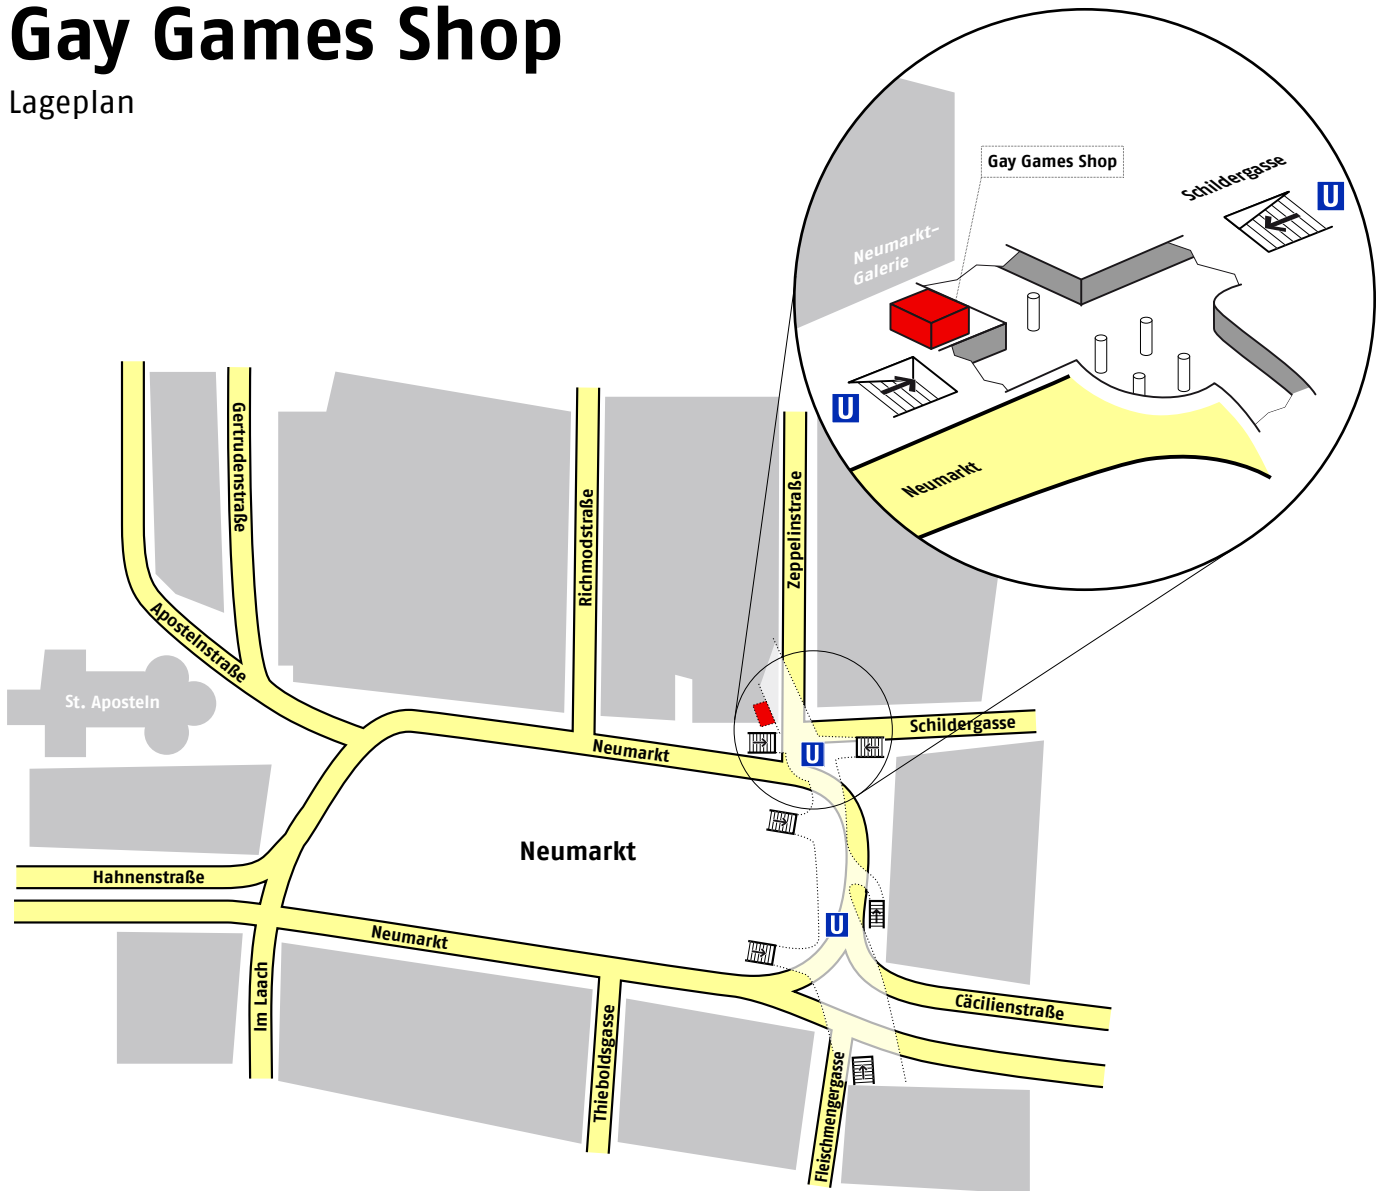 Gay Games Shop
Lageplan
Gay Games Shop
Schildergasse
U
Neumarkt-
Galerie
U
Neumarkt
Gertrudenstraße
Richmodstraße
Zeppelinstraße
Apostelnstraße
St. Aposteln
Schildergasse
Neumarkt
U
Neumarkt
Hahnenstraße
U
Neumarkt
Im Laach
Cäcilienstraße
Thieboldsgasse
Fleischmengergasse